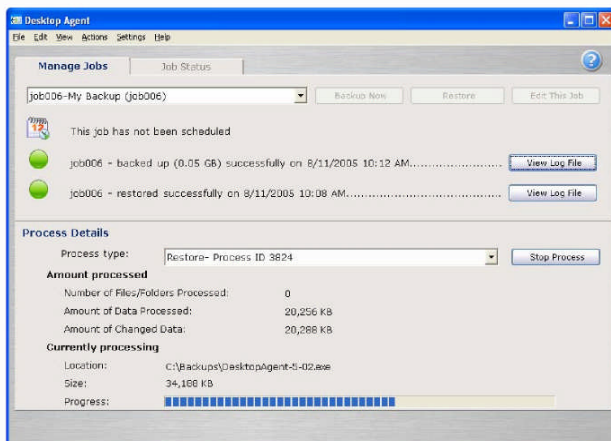 Desktop Agent
File Edit View Actions Settings Help
Manage Jobs Job Status
job006-My Backup (job006) Backup Now Restore Edit This Job
12 This job has not been scheduled
job006 - backed up (0.05 GB) successfully on 8/11/2005 10:12 AM........................ View Log File
job006 - restored successfully on 8/11/2005 10:08 AM........................................ View Log File
Process Details
Process type: Restore- Process ID 3824 Stop Process
Amount processed
Number of Files/Folders Processed: 0
Amount of Data Processed: 20,256 KB
Amount of Changed Data: 20,288 KB
Currently processing
Location: C:\Backups\DesktopAgent-5-02.exe
Size: 34,188 KB
Progress: